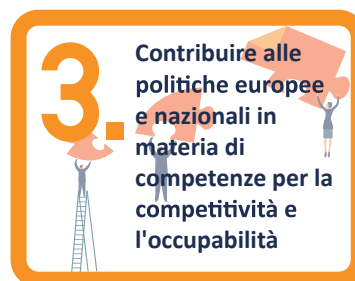 3.
Contribuire alle
politiche europee
e nazionali in
materia di
competenze per la
competitività e
l'occupabilità